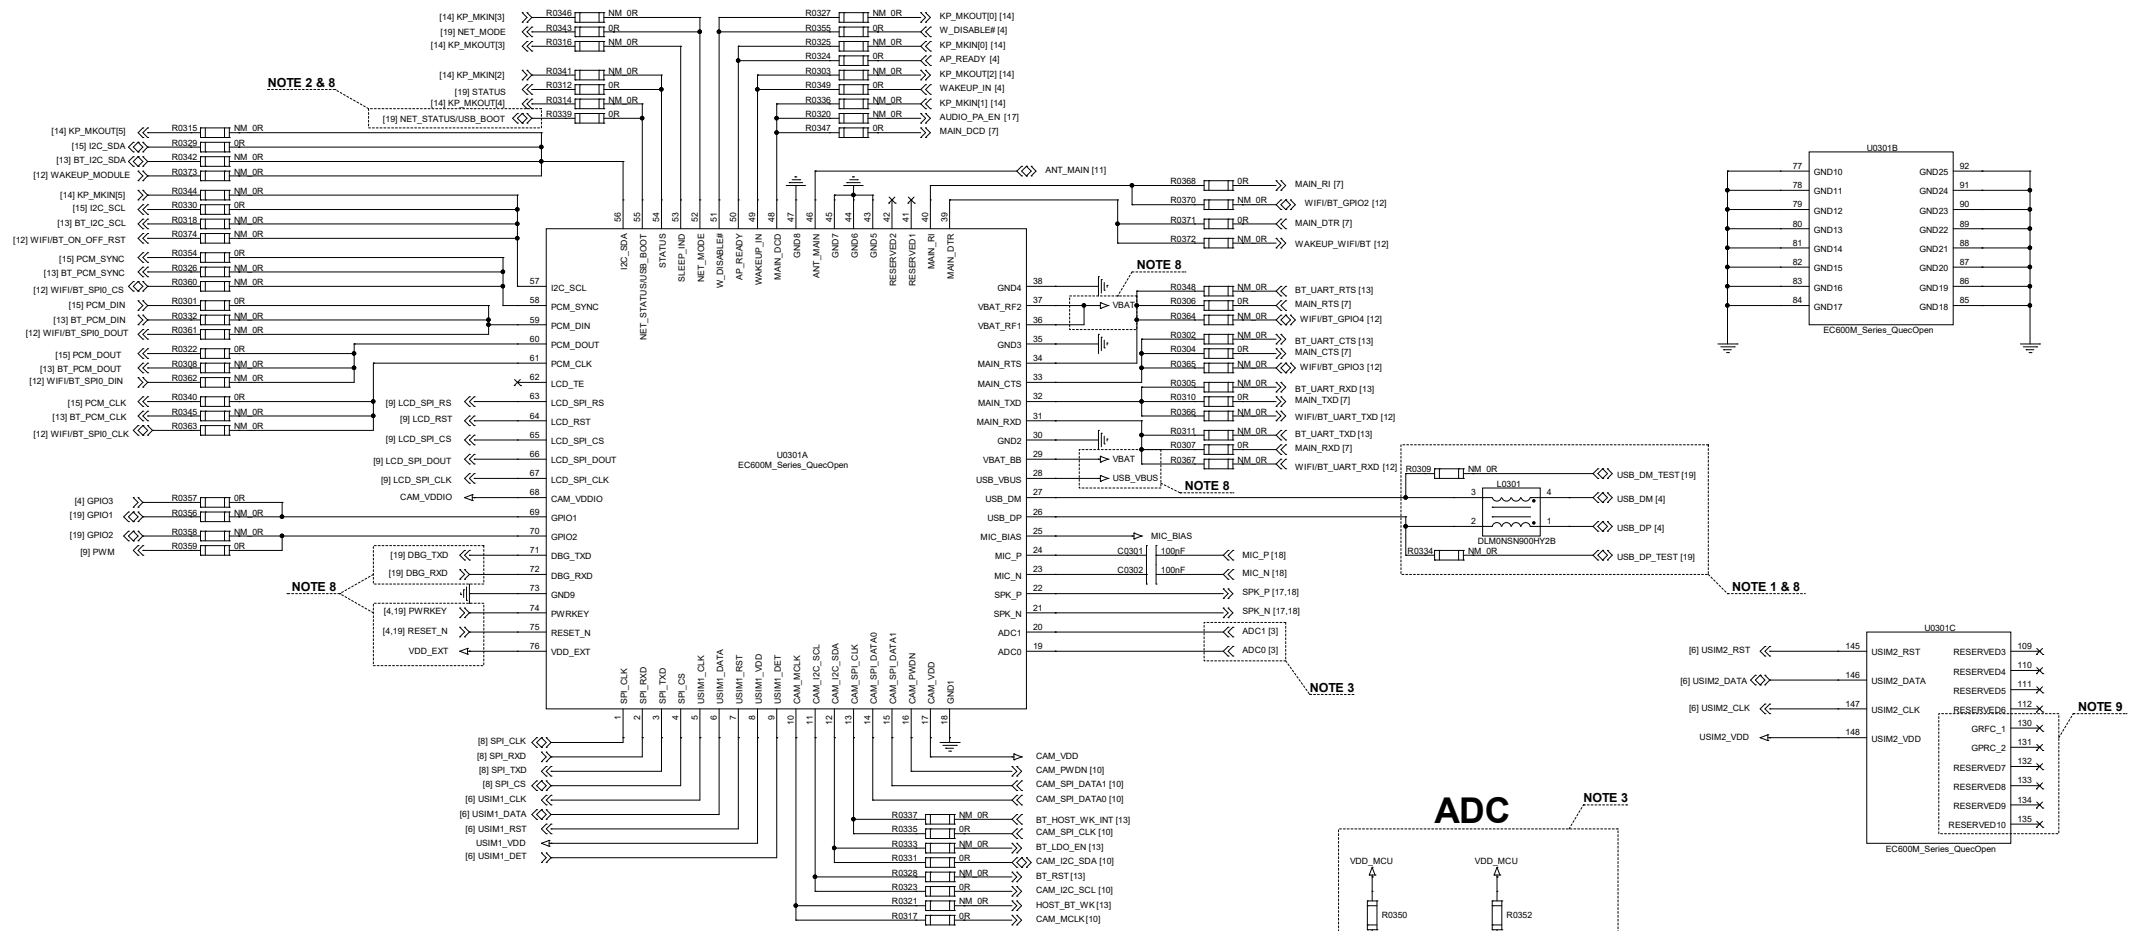 [14] KP_MKIN[3] R0346 NM_0R
[19] NET_MODE R0343 0R
[14] KP_MKOUT[3] R0316 NM_0R
[14] KP_MKIN[2] R0341 NM_0R
[19] STATUS R0312 0R
[14] KP_MKOUT[4] R0314 NM_0R
[19] NET_STATUS/USB_BOOT R0339 0R
NOTE 2 & 8
R0327 NM_0R KP_MKOUT[0] [14]
R0355 0R W_DISABLE# [4]
R0325 NM_0R KP_MKIN[0] [14]
R0324 0R AP_READY [4]
R0303 NM_0R KP_MKOUT[2] [14]
R0349 0R WAKEUP_IN [4]
R0336 NM_0R KP_MKIN[1] [14]
R0320 NM_0R AUDIO_PA_EN [17]
R0347 0R MAIN_DCD [7]
[14] KP_MKOUT[5] R0315 NM_0R
[15] I2C_SDA R0329 0R
[13] BT_I2C_SDA R0342 NM_0R
[12] WAKEUP_MODULE R0373 NM_0R
[14] KP_MKIN[5] R0344 NM_0R
[15] I2C_SCL R0330 0R
[13] BT_I2C_SCL R0318 NM_0R
[12] WIFI/BT_ON_OFF_RST R0374 NM_0R
[15] PCM_SYNC R0354 0R
[13] BT_PCM_SYNC R0326 NM_0R
[12] WIFI/BT_SPI0_CS R0360 NM_0R
[15] PCM_DIN R0301 0R
[13] BT_PCM_DIN R0332 NM_0R
[12] WIFI/BT_SPI0_DOUT R0361 NM_0R
[15] PCM_DOUT R0322 0R
[13] BT_PCM_DOUT R0308 NM_0R
[12] WIFI/BT_SPI0_DIN R0362 NM_0R
[15] PCM_CLK R0340 0R
[13] BT_PCM_CLK R0345 NM_0R
[12] WIFI/BT_SPI0_CLK R0363 NM_0R
[4] GPIO3 R0357 0R
[19] GPIO1 R0356 NM_0R
[19] GPIO2 R0358 NM_0R
[9] PWM R0359 0R
ANT_MAIN [11]
R0368 0R MAIN_RI [7]
R0370 NM_0R WIFI/BT_GPIO2 [12]
R0371 0R MAIN_DTR [7]
R0372 NM_0R WAKEUP_WIFI/BT [12]
56 I2C_SDA
55 NET_STATUS/USB_BOOT
54 STATUS
53 SLEEP_IND
52 NET_MODE
51 W_DISABLE#
50 AP_READY
49 WAKEUP_IN
48 MAIN_DCD
47 GND8
46 ANT_MAIN
45 GND7
44 GND6
43 GND5
42 RESERVED2
41 RESERVED1
40 MAIN_RI
39 MAIN_DTR
57 I2C_SCL
58 PCM_SYNC
59 PCM_DIN
60 PCM_DOUT
61 PCM_CLK
62 LCD_TE
[9] LCD_SPI_RS 63 LCD_SPI_RS
[9] LCD_RST 64 LCD_RST
[9] LCD_SPI_CS 65 LCD_SPI_CS
[9] LCD_SPI_DOUT 66 LCD_SPI_DOUT
[9] LCD_SPI_CLK 67 LCD_SPI_CLK
CAM_VDDIO 68 CAM_VDDIO
69 GPIO1
70 GPIO2
[19] DBG_TXD 71 DBG_TXD
[19] DBG_RXD 72 DBG_RXD
73 GND9
[4,19] PWRKEY 74 PWRKEY
[4,19] RESET_N 75 RESET_N
VDD_EXT 76 VDD_EXT
NOTE 8
U0301A
EC600M_Series_QuecOpen
GND4 38
VBAT_RF2 37
VBAT_RF1 36
GND3 35
MAIN_RTS 34
MAIN_CTS 33
MAIN_TXD 32
MAIN_RXD 31
GND2 30
VBAT_BB 29 VBAT
USB_VBUS 28 USB_VBUS
USB_DM 27
USB_DP 26
MIC_BIAS 25 MIC_BIAS
MIC_P 24 C0301 100nF MIC_P [18]
MIC_N 23 C0302 100nF MIC_N [18]
SPK_P 22 SPK_P [17,18]
SPK_N 21 SPK_N [17,18]
ADC1 20 ADC1 [3]
ADC0 19 ADC0 [3]
NOTE 8
VBAT
R0348 NM_0R BT_UART_RTS [13]
R0306 0R MAIN_RTS [7]
R0364 NM_0R WIFI/BT_GPIO4 [12]
R0302 NM_0R BT_UART_CTS [13]
R0304 0R MAIN_CTS [7]
R0365 NM_0R WIFI/BT_GPIO3 [12]
R0305 NM_0R BT_UART_RXD [13]
R0310 0R MAIN_TXD [7]
R0366 NM_0R WIFI/BT_UART_TXD [12]
R0311 NM_0R BT_UART_TXD [13]
R0307 0R MAIN_RXD [7]
R0367 NM_0R WIFI/BT_UART_RXD [12]
NOTE 8
R0309 NM_0R USB_DM_TEST [19]
L0301
3 4 USB_DM [4]
2 1 USB_DP [4]
DLM0NSN900HY2B
R0334 NM_0R USB_DP_TEST [19]
NOTE 1 & 8
NOTE 3
1 SPI_CLK
2 SPI_RXD
3 SPI_TXD
4 SPI_CS
5 USIM1_CLK
6 USIM1_DATA
7 USIM1_RST
8 USIM1_VDD
9 USIM1_DET
10 CAM_MCLK
11 CAM_I2C_SCL
12 CAM_I2C_SDA
13 CAM_SPI_CLK
14 CAM_SPI_DATA0
15 CAM_SPI_DATA1
16 CAM_PWDN
17 CAM_VDD
18 GND1
[8] SPI_CLK
[8] SPI_RXD
[8] SPI_TXD
[8] SPI_CS
[6] USIM1_CLK
[6] USIM1_DATA
[6] USIM1_RST
USIM1_VDD
[6] USIM1_DET
CAM_VDD
CAM_PWDN [10]
CAM_SPI_DATA1 [10]
CAM_SPI_DATA0 [10]
R0337 NM_0R BT_HOST_WK_INT [13]
R0335 0R CAM_SPI_CLK [10]
R0333 NM_0R BT_LDO_EN [13]
R0331 0R CAM_I2C_SDA [10]
R0328 NM_0R BT_RST [13]
R0323 0R CAM_I2C_SCL [10]
R0321 NM_0R HOST_BT_WK [13]
R0317 0R CAM_MCLK[10]
U0301B
77 GND10 GND25 92
78 GND11 GND24 91
79 GND12 GND23 90
80 GND13 GND22 89
81 GND14 GND21 88
82 GND15 GND20 87
83 GND16 GND19 86
84 GND17 GND18 85
EC600M_Series_QuecOpen
U0301C
[6] USIM2_RST 145 USIM2_RST
[6] USIM2_DATA 146 USIM2_DATA
[6] USIM2_CLK 147 USIM2_CLK
USIM2_VDD 148 USIM2_VDD
RESERVED3 109
RESERVED4 110
RESERVED5 111
RESERVED6 112
GRFC_1 130
GPRC_2 131
RESERVED7 132
RESERVED8 133
RESERVED9 134
RESERVED10 135
EC600M_Series_QuecOpen
NOTE 9
ADC
NOTE 3
VDD_MCU VDD_MCU
R0350 R0352